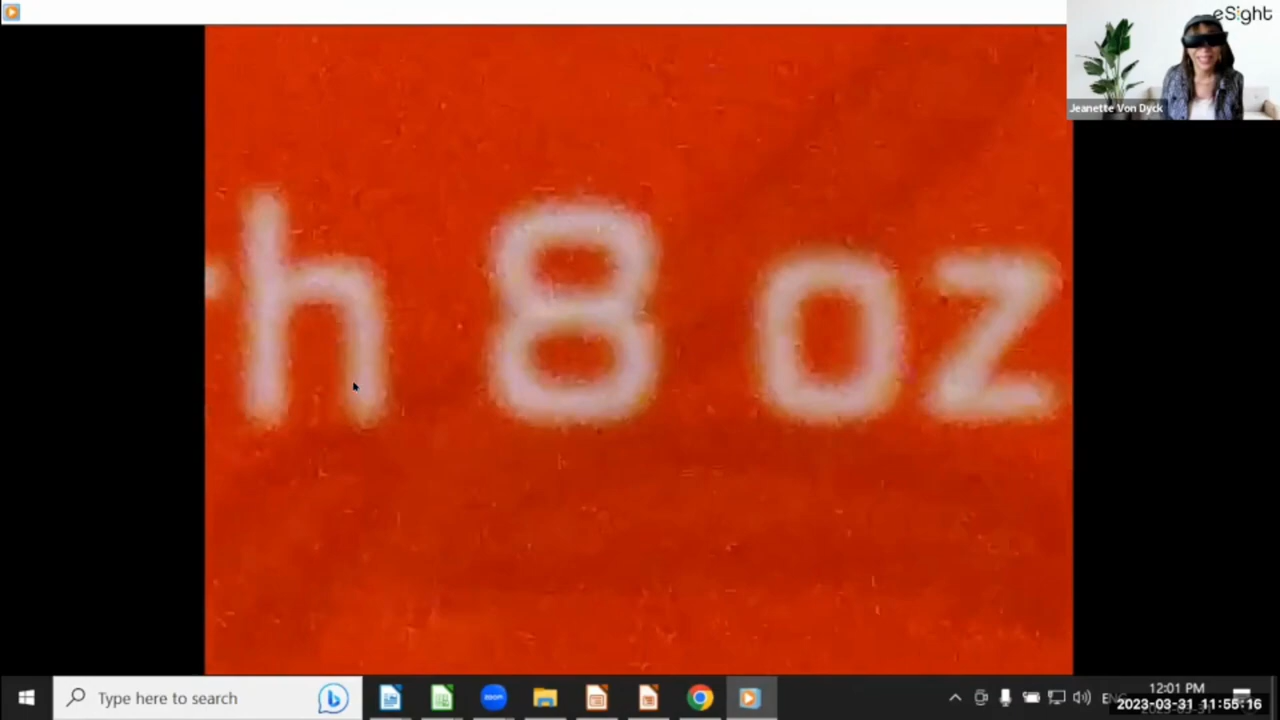 eSight
Jeanette Von Dyck
h 8 oz
Type here to search
zoom
12:01 PM
2023-03-31 11:55:16